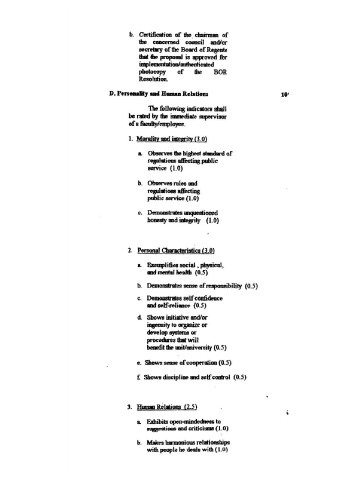 b. Certification of the chairman of
the concerned council and/or
secretary of the Board of Regents
that the proposal is approved for
implementation/authenticated
photocopy of the BOR
Resolution.
D. Personality and Human Relations 10
The following indicators shall
be rated by the immediate supervisor
of a faculty/employee.
1. Morality and integrity (3.0)
a. Observes the highest standard of
regulations affecting public
service (1.0)
b. Observes rules and
regulations affecting
public service (1.0)
c. Demonstrates unquestioned
honesty and integrity (1.0)
2. Personal Characteristics (3.0)
a. Exemplifies social, physical,
and mental health (0.5)
b. Demonstrates sense of responsibility (0.5)
c. Demonstrates self confidence
and self-reliance (0.5)
d. Shows initiative and/or
ingenuity to organize or
develop systems or
procedures that will
benefit the unit/university (0.5)
e. Shows sense of cooperation (0.5)
f. Shows discipline and self control (0.5)
3. Human Relations (2.5)
a. Exhibits open-mindedness to
suggestions and criticisms (1.0)
b. Makes harmonious relationships
with people he deals with (1.0)